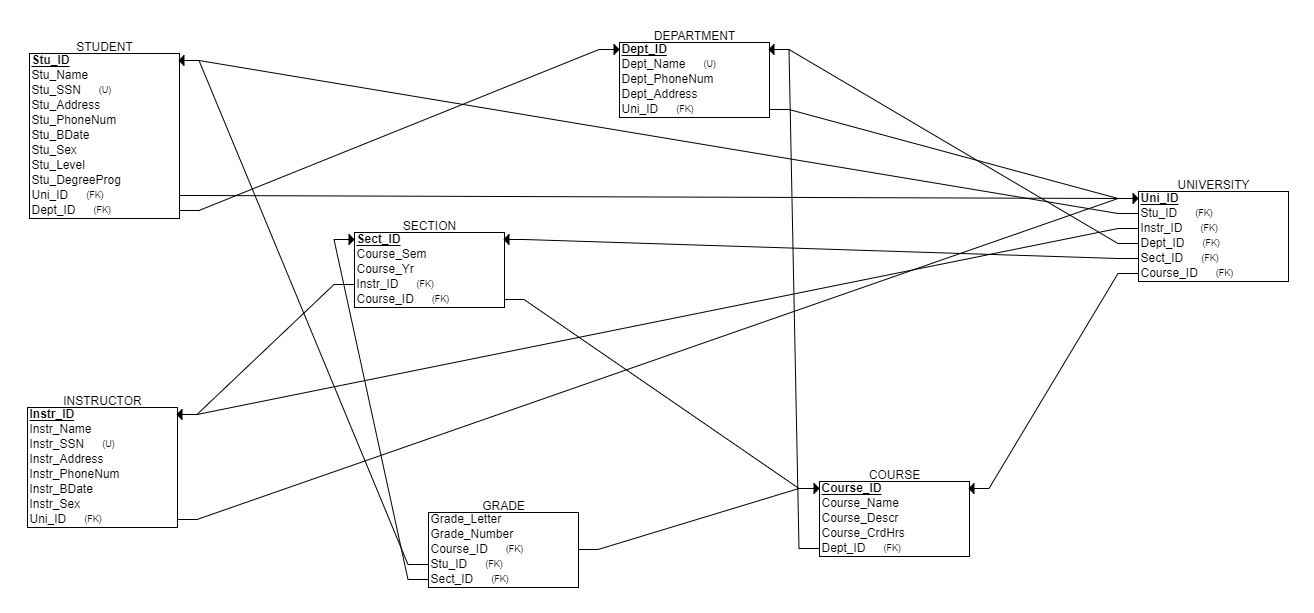 STUDENT
Stu_ID
Stu_Name
Stu_SSN (U)
Stu_Address
Stu_PhoneNum
Stu_BDate
Stu_Sex
Stu_Level
Stu_DegreeProg
Uni_ID (FK)
Dept_ID (FK)
DEPARTMENT
Dept_ID
Dept_Name (U)
Dept_PhoneNum
Dept_Address
Uni_ID (FK)
UNIVERSITY
Uni_ID
Stu_ID (FK)
Instr_ID (FK)
Dept_ID (FK)
Sect_ID (FK)
Course_ID (FK)
SECTION
Sect_ID
Course_Sem
Course_Yr
Instr_ID (FK)
Course_ID (FK)
INSTRUCTOR
Instr_ID
Instr_Name
Instr_SSN (U)
Instr_Address
Instr_PhoneNum
Instr_BDate
Instr_Sex
Uni_ID (FK)
GRADE
Grade_Letter
Grade_Number
Course_ID (FK)
Stu_ID (FK)
Sect_ID (FK)
COURSE
Course_ID
Course_Name
Course_Descr
Course_CrdHrs
Dept_ID (FK)